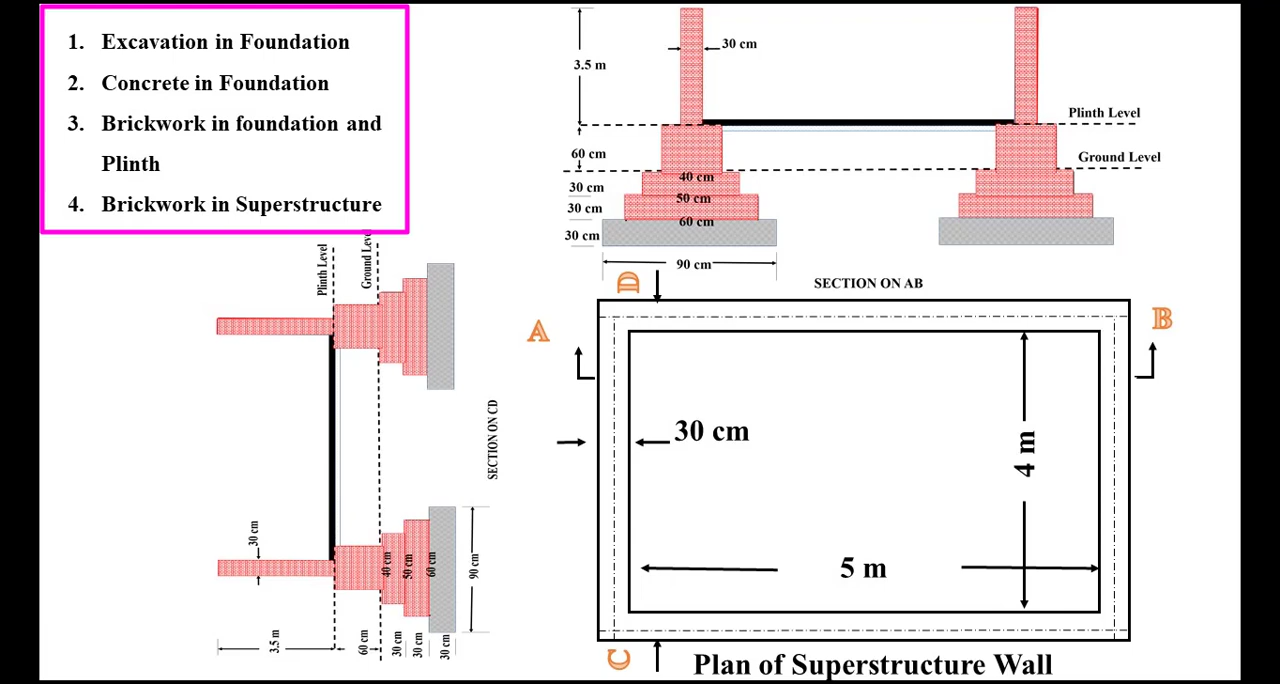 1. Excavation in Foundation
2. Concrete in Foundation
3. Brickwork in foundation and
Plinth
4. Brickwork in Superstructure
30 cm
3.5 m
Plinth Level
60 cm
Ground Level
40 cm
30 cm
50 cm
30 cm
60 cm
30 cm
90 cm
SECTION ON AB
D
A
B
30 cm
4 m
5 m
C
Plan of Superstructure Wall
Plinth Level
Ground Level
SECTION ON CD
30 cm
40 cm
50 cm
60 cm
90 cm
3.5 m
60 cm
30 cm
30 cm
30 cm